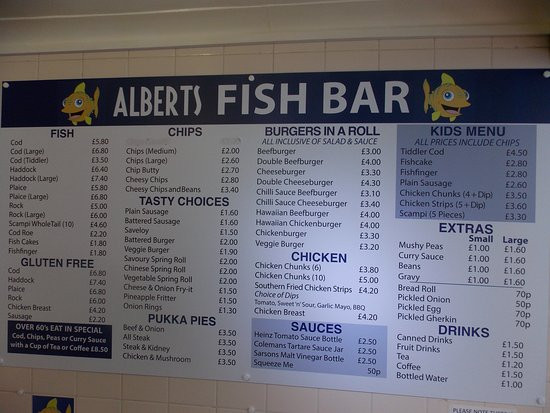 ALBERTS FISH BAR
FISH
Cod £5.80
Cod (Large) £6.80
Cod (Tiddler) £3.50
Haddock £6.40
Haddock (Large) £7.40
Plaice £5.80
Plaice (Large) £6.80
Rock £5.00
Rock (Large) £6.00
Scampi WholeTail (10) £4.60
Cod Roe £2.20
Fish Cakes £1.80
Fishfinger £1.80
GLUTEN FREE
Cod £6.80
Haddock £7.40
Plaice £6.80
Rock £6.00
Chicken Breast £4.20
Sausage £2.20
OVER 60's EAT IN SPECIAL
Cod, Chips, Peas or Curry Sauce
with a Cup of Tea or Coffee £8.50
CHIPS
Chips (Medium) £2.00
Chips (Large) £2.60
Chip Butty £2.70
Cheesy Chips £2.80
Cheesy Chips and Beans £3.40
TASTY CHOICES
Plain Sausage £1.60
Battered Sausage £1.60
Saveloy £1.60
Battered Burger £2.00
Veggie Burger £1.90
Savoury Spring Roll £2.00
Chinese Spring Roll £2.00
Vegetable Spring Roll £2.00
Cheese & Onion Fry-it £1.50
Pineapple Fritter £1.50
Onion Rings £1.30
PUKKA PIES
Beef & Onion £3.50
All Steak £3.50
Steak & Kidney £3.50
Chicken & Mushroom £3.50
BURGERS IN A ROLL
ALL INCLUSIVE OF SALAD & SAUCE
Beefburger £3.00
Double Beefburger £4.00
Cheeseburger £3.30
Double Cheeseburger £4.30
Chilli Sauce Beefburger £3.10
Chilli Sauce Chickenburger £3.30
Hawaiian Beefburger £4.00
Hawaiian Chickenburger £4.00
Chickenburger £3.30
Veggie Burger £3.20
CHICKEN
Chicken Chunks (6) £3.80
Chicken Chunks (10) £5.00
Southern Fried Chicken Strips £4.20
Choice of Dips
Tomato, Sweet 'n' Sour, Garlic Mayo, BBQ
Chicken Breast £4.20
SAUCES
Heinz Tomato Sauce Bottle £2.50
Colemans Tartare Sauce Jar £2.50
Sarsons Malt Vinegar Bottle £2.50
Squeeze Me 50p
KIDS MENU
ALL PRICES INCLUDE CHIPS
Tiddler Cod £4.50
Fishcake £2.80
Fishfinger £2.80
Plain Sausage £2.60
Chicken Chunks (4 + Dip) £3.50
Chicken Strips (5 + Dip) £3.60
Scampi (5 Pieces) £3.30
EXTRAS
Small Large
Mushy Peas £1.00 £1.60
Curry Sauce £1.00 £1.60
Beans £1.00 £1.60
Gravy £1.00 £1.60
Bread Roll 70p
Pickled Onion 50p
Pickled Egg 70p
Pickled Gherkin 70p
DRINKS
Canned Drinks £1.50
Fruit Drinks £1.50
Tea £1.20
Coffee £1.50
Bottled Water £1.00